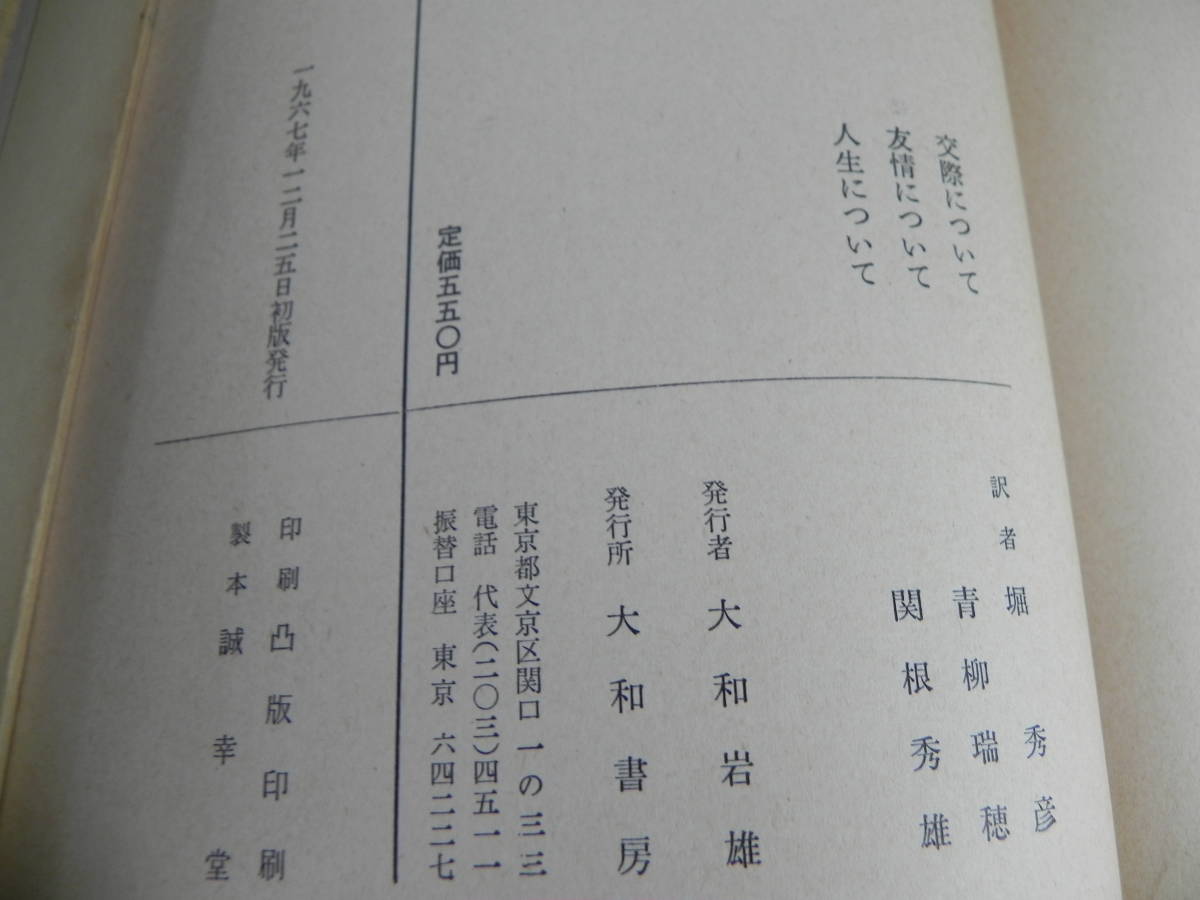 交際について
友情について
人生について
訳者 堀秀彦
青柳瑞穂
関根秀雄
発行者 大和岩雄
発行所 大和書房
東京都文京区関口一の三三
電話 代表(二〇三)四五一一
振替口座 東京 六四二二七
定価五五〇円
一九六七年一二月二五日初版発行
印刷 凸版印刷
製本 誠幸堂